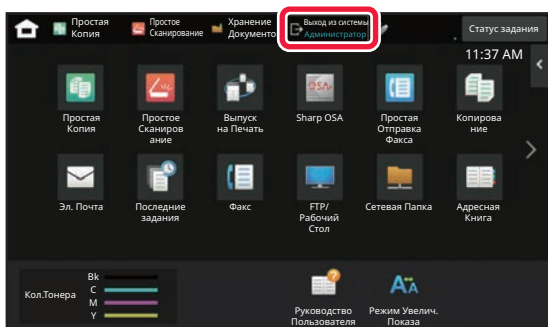 Простая
Копия
Простое
Сканирование
Хранение
Документо
Выход из системы
Администратор
Статус задания
11:37 AM
Простая
Копия
Простое
Сканиров
ание
Выпуск
на Печать
Sharp OSA
Простая
Отправка
Факса
Копирова
ние
Эл. Почта
Последние
задания
Факс
FTP/
Рабочий
Стол
Сетевая Папка
Адресная
Книга
Кол.Тонера
Bk
C
M
Y
Руководство
Пользователя
Режим Увелич.
Показа